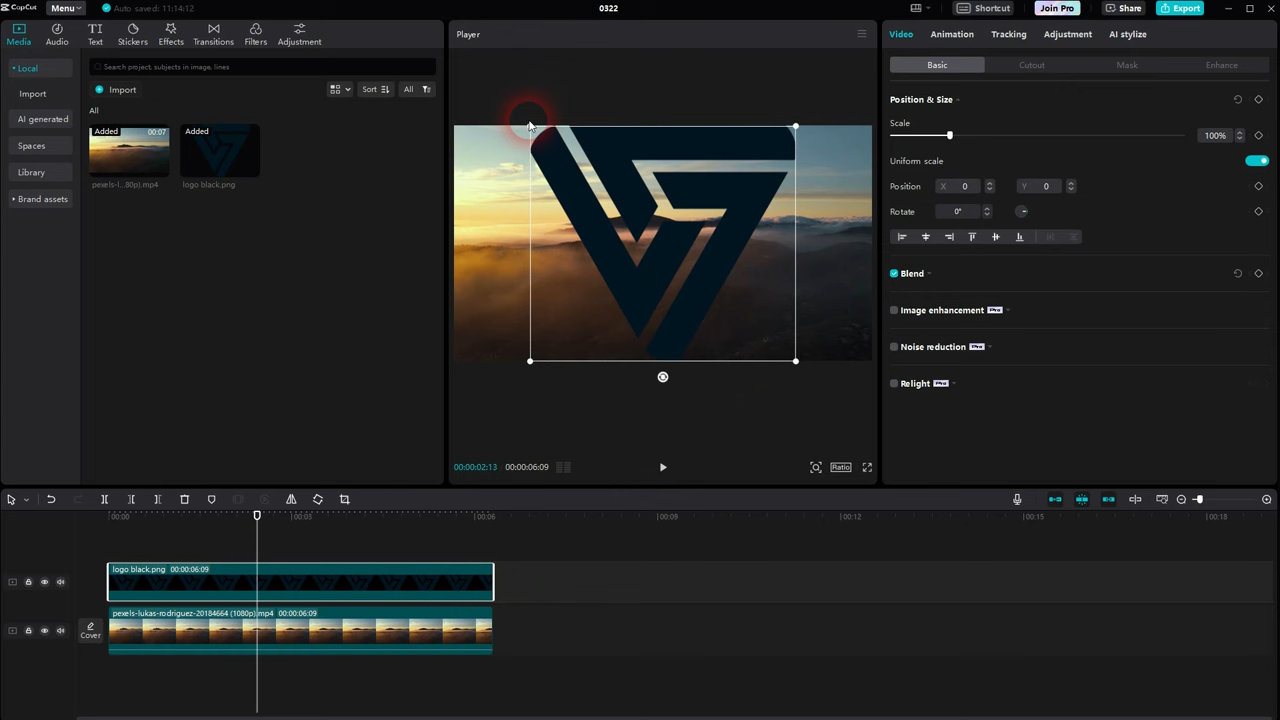 CapCut
Menu
Auto saved: 11:14:12
0322
Shortcut
Join Pro
Share
Export
Media
Audio
Text
Stickers
Effects
Transitions
Filters
Adjustment
Player
Video
Animation
Tracking
Adjustment
AI stylize
Local
Search project, subjects in image, lines
Basic
Cutout
Mask
Enhance
Import
Import
Sort
All
Position & Size
All
AI generated
Added
00:07
Added
Scale
100%
Spaces
Uniform scale
Library
pexels-l...80p).mp4
logo black.png
Position
X
0
Y
0
Brand assets
Rotate
0°
Blend
Image enhancement
Pro
Noise reduction
Pro
Relight
Pro
00:00:02:13
00:00:06:09
Ratio
00:00
00:03
00:06
00:09
00:12
00:15
00:18
logo black.png 00:00:06:09
pexels-lukas-rodriguez-20184664 (1080p).mp4 00:00:06:09
Cover